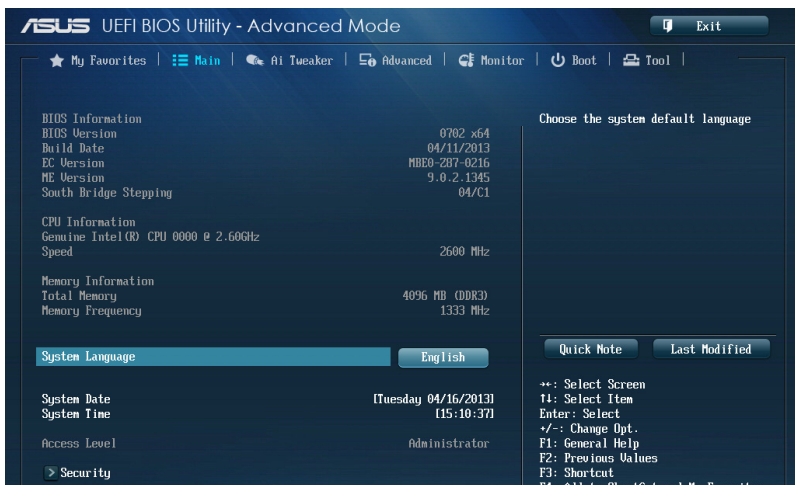 ASUS UEFI BIOS Utility - Advanced Mode
Exit
My Favorites | Main | Ai Tweaker | Advanced | Monitor | Boot | Tool |
BIOS Information
BIOS Version 0702 x64
Build Date 04/11/2013
EC Version MBE0-Z87-0216
ME Version 9.0.2.1345
South Bridge Stepping 04/C1
CPU Information
Genuine Intel(R) CPU 0000 @ 2.60GHz
Speed 2600 MHz
Memory Information
Total Memory 4096 MB (DDR3)
Memory Frequency 1333 MHz
System Language English
System Date [Tuesday 04/16/2013]
System Time [15:10:37]
Access Level Administrator
> Security
Choose the system default language
Quick Note Last Modified
→←: Select Screen
↑↓: Select Item
Enter: Select
+/-: Change Opt.
F1: General Help
F2: Previous Values
F3: Shortcut